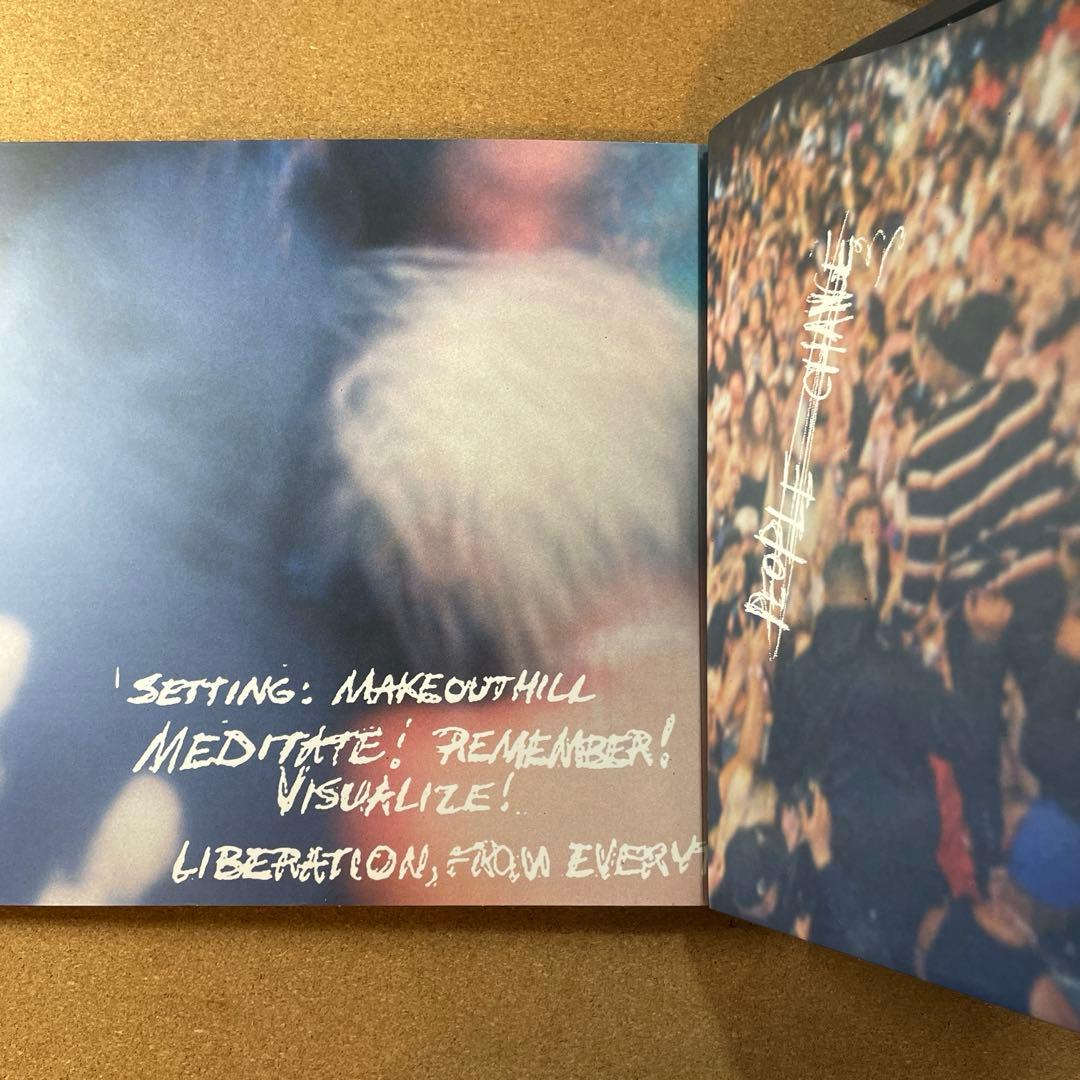 SETTING: MAKEOUTHILL
MEDITATE! REMEMBER!
VISUALIZE!
LIBERATION, FROM EVERY
PEOPLE CHANGE